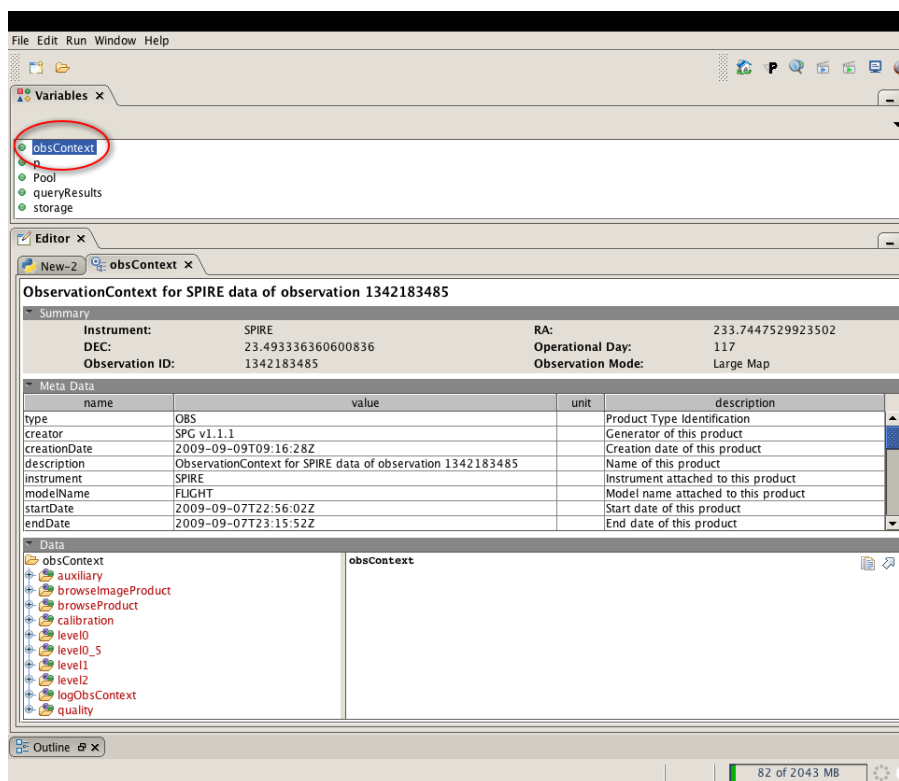 File Edit Run Window Help
Variables
obsContext
p
Pool
queryResults
storage
Editor
New-2 obsContext
ObservationContext for SPIRE data of observation 1342183485
Summary
Instrument: SPIRE RA: 233.7447529923502
DEC: 23.493336360600836 Operational Day: 117
Observation ID: 1342183485 Observation Mode: Large Map
Meta Data
name value unit description
type OBS Product Type Identification
creator SPG v1.1.1 Generator of this product
creationDate 2009-09-09T09:16:28Z Creation date of this product
description ObservationContext for SPIRE data of observation 1342183485 Name of this product
instrument SPIRE Instrument attached to this product
modelName FLIGHT Model name attached to this product
startDate 2009-09-07T22:56:02Z Start date of this product
endDate 2009-09-07T23:15:52Z End date of this product
Data
obsContext obsContext
auxiliary
browseImageProduct
browseProduct
calibration
level0
level0_5
level1
level2
logObsContext
quality
Outline
82 of 2043 MB